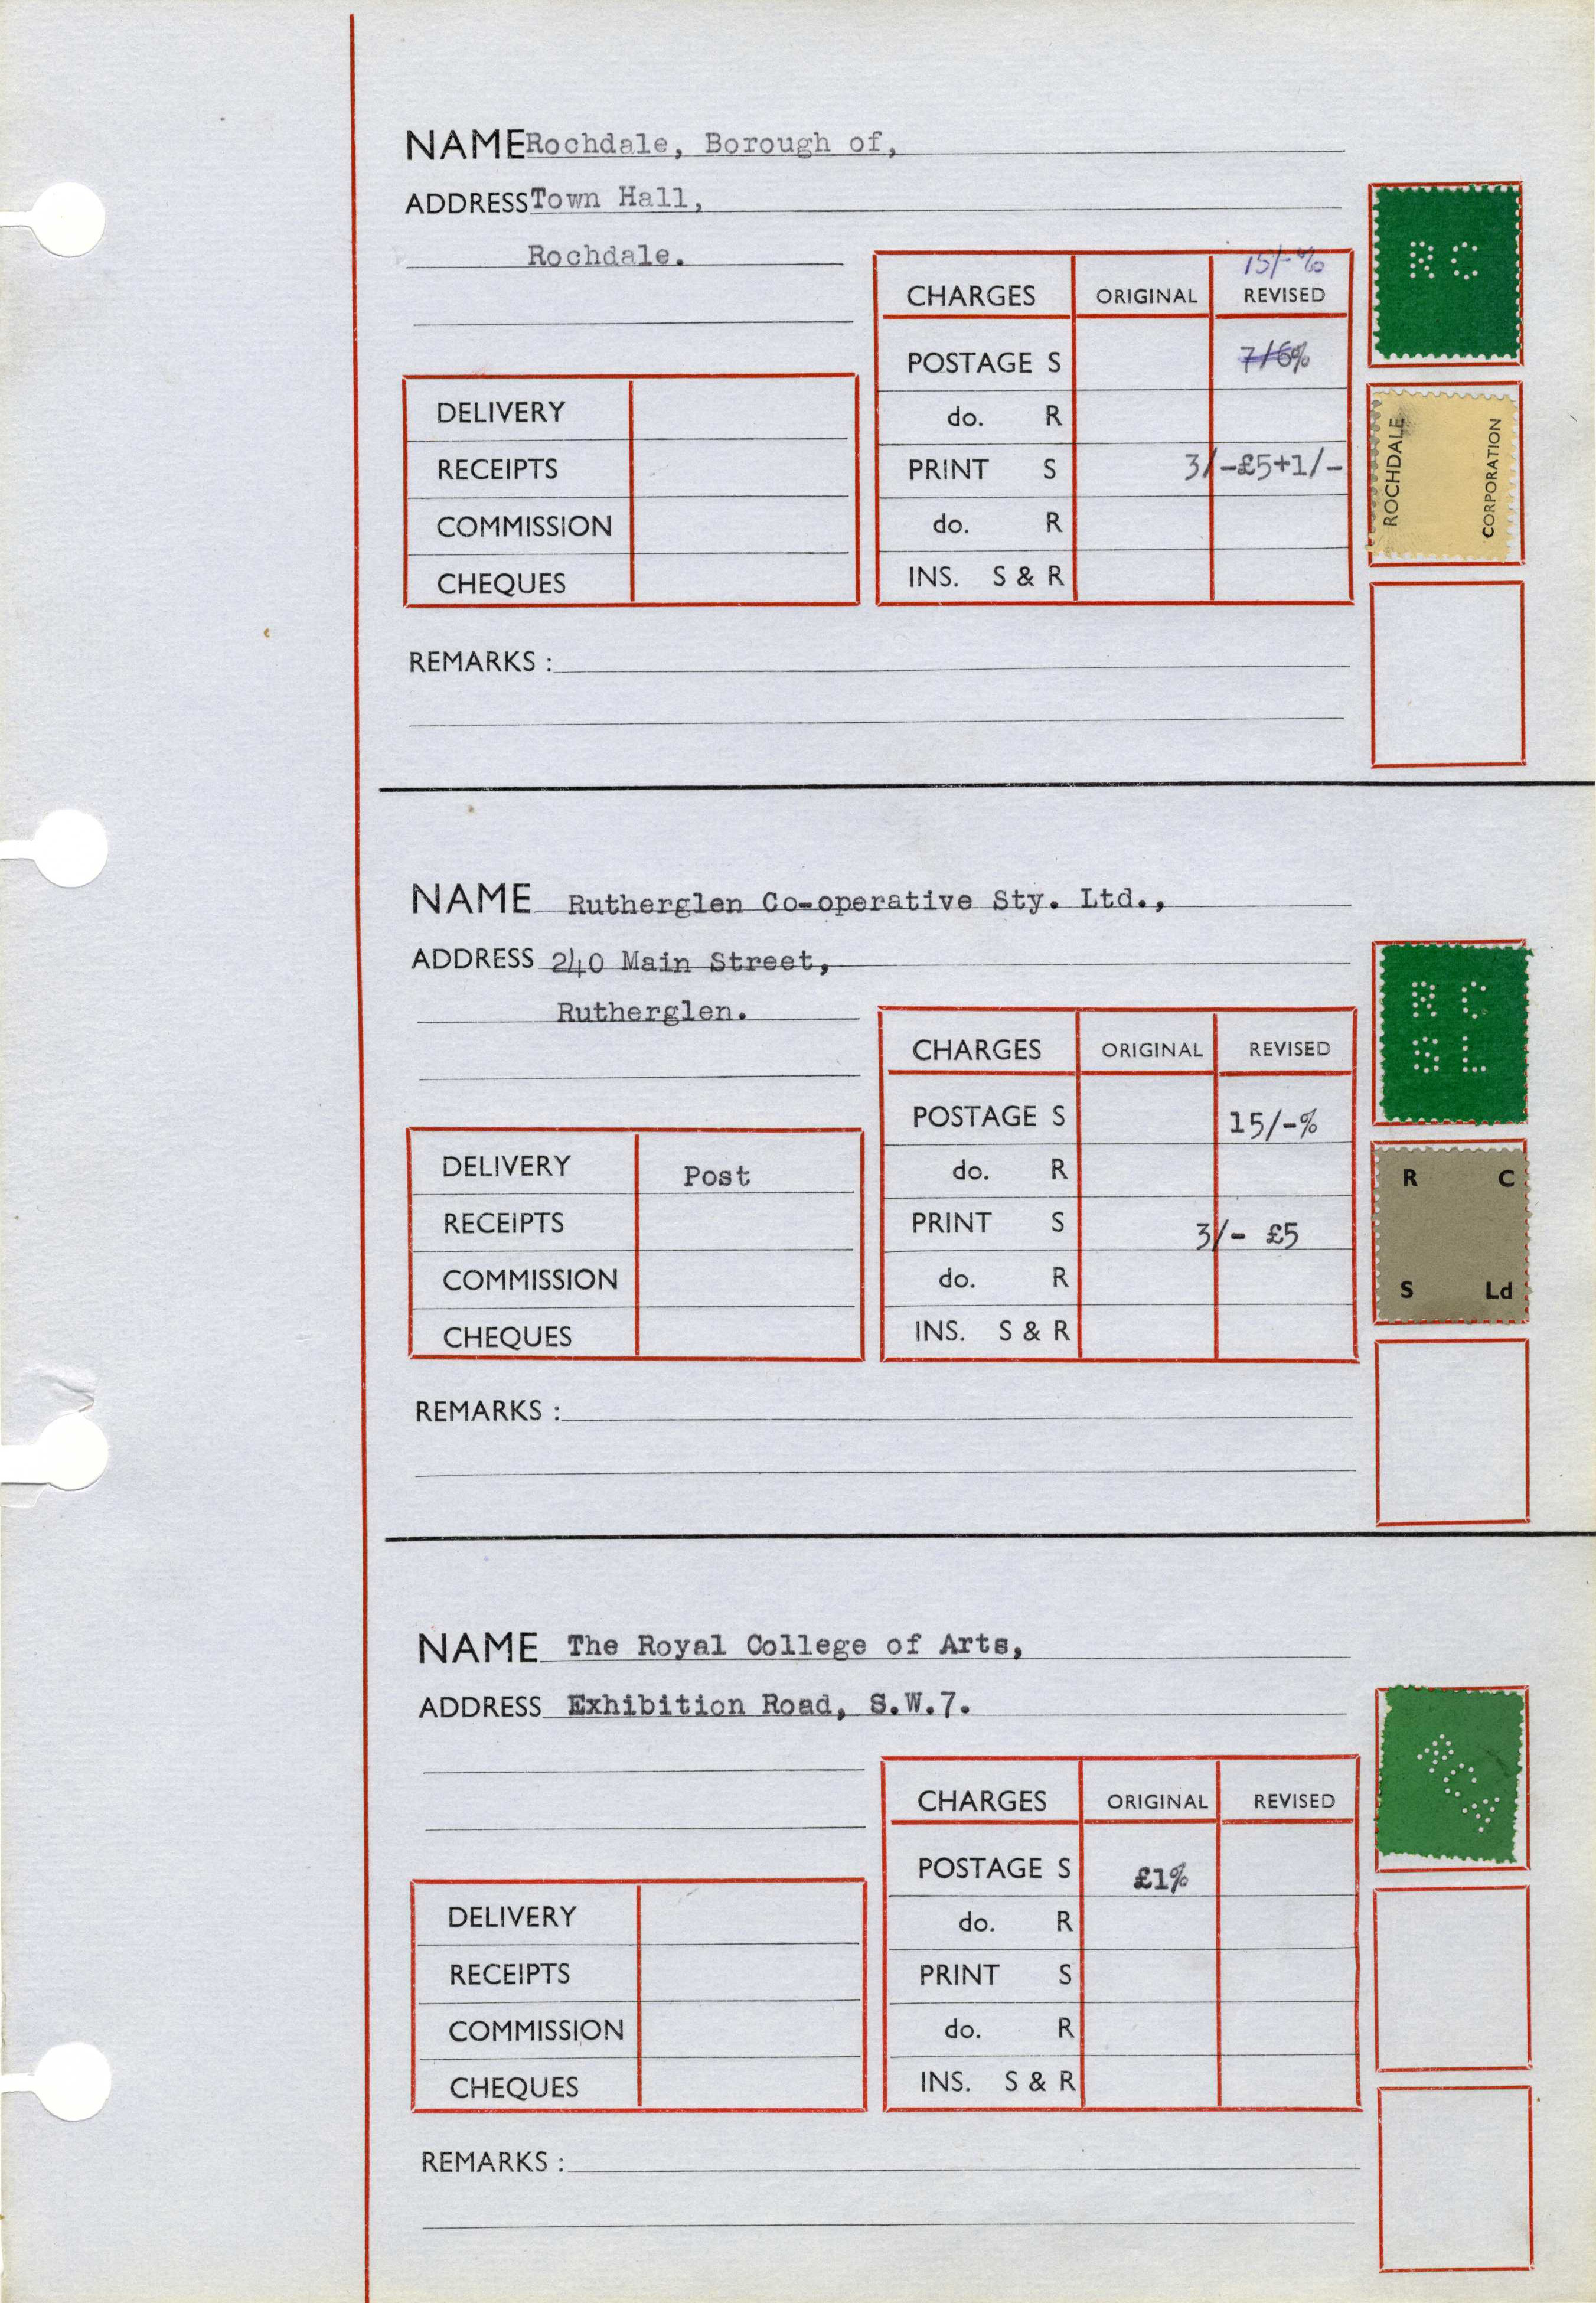 NAME Rochdale, Borough of,
ADDRESS Town Hall,
Rochdale.
15/-%
CHARGES ORIGINAL REVISED
POSTAGE S 7/6%
do. R
PRINT S 3/-£5+1/-
do. R
INS. S & R
DELIVERY
RECEIPTS
COMMISSION
CHEQUES
REMARKS :
RC
ROCHDALE
CORPORATION
NAME Rutherglen Co-operative Sty. Ltd.,
ADDRESS 240 Main Street,
Rutherglen.
CHARGES ORIGINAL REVISED
POSTAGE S 15/-%
do. R
PRINT S 3/- £5
do. R
INS. S & R
DELIVERY Post
RECEIPTS
COMMISSION
CHEQUES
REMARKS :
RC
SL
R C
S Ld
NAME The Royal College of Arts,
ADDRESS Exhibition Road, S.W.7.
CHARGES ORIGINAL REVISED
POSTAGE S £1%
do. R
PRINT S
do. R
INS. S & R
DELIVERY
RECEIPTS
COMMISSION
CHEQUES
REMARKS :
RCA